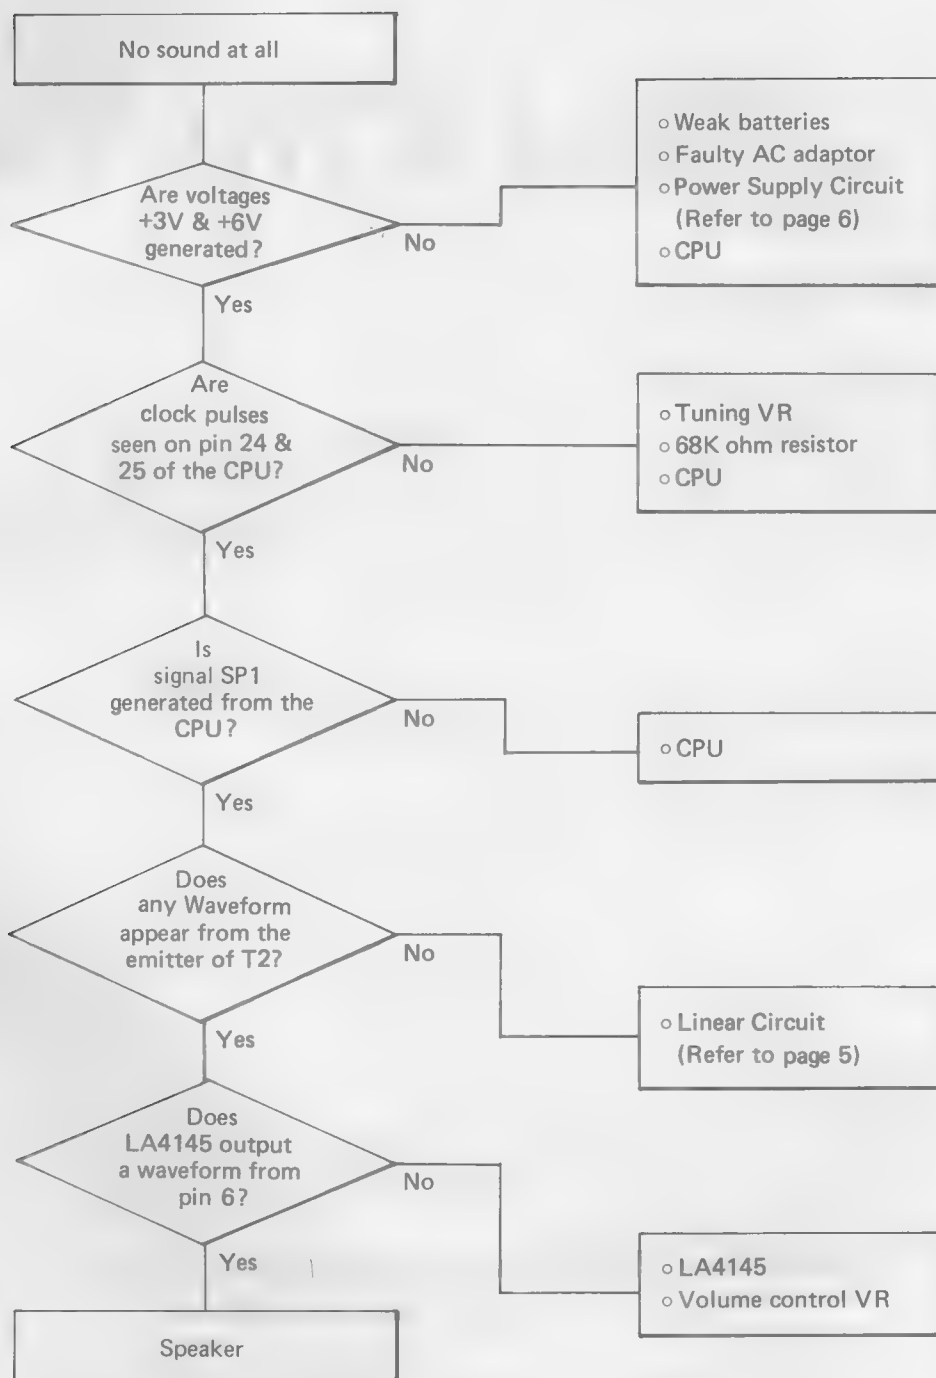 No sound at all
Are voltages
+3V & +6V
generated?
No
○ Weak batteries
○ Faulty AC adaptor
○ Power Supply Circuit
(Refer to page 6)
○ CPU
Yes
Are
clock pulses
seen on pin 24 &
25 of the CPU?
No
○ Tuning VR
○ 68K ohm resistor
○ CPU
Yes
Is
signal SP1
generated from the
CPU?
No
○ CPU
Yes
Does
any Waveform
appear from the
emitter of T2?
No
○ Linear Circuit
(Refer to page 5)
Yes
Does
LA4145 output
a waveform from
pin 6?
No
○ LA4145
○ Volume control VR
Yes
Speaker